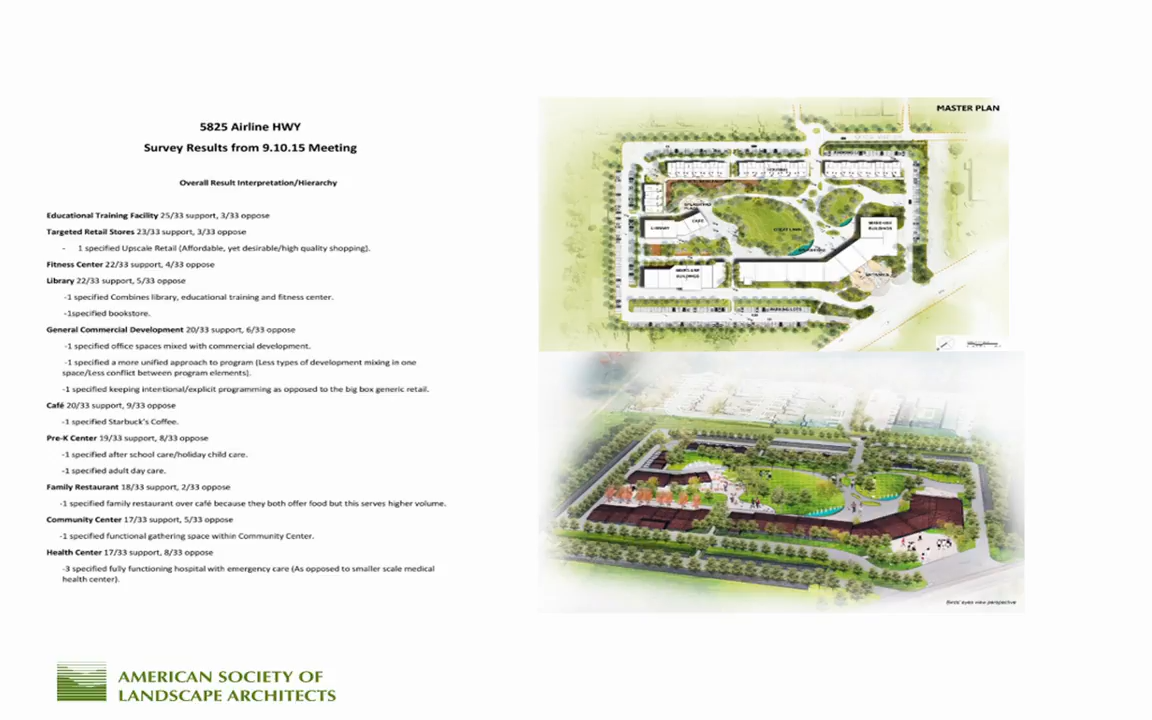 5825 Airline HWY
Survey Results from 9.10.15 Meeting
Overall Result Interpretation/Hierarchy
Educational Training Facility 25/33 support, 3/33 oppose
Targeted Retail Stores 23/33 support, 3/33 oppose
- 1 specified Upscale Retail (Affordable, yet desirable/high quality shopping).
Fitness Center 22/33 support, 4/33 oppose
Library 22/33 support, 5/33 oppose
-1 specified Combines library, educational training and fitness center.
-1specified bookstore.
General Commercial Development 20/33 support, 6/33 oppose
-1 specified office spaces mixed with commercial development.
-1 specified a more unified approach to program (Less types of development mixing in one
space/Less conflict between program elements).
-1 specified keeping intentional/explicit programming as opposed to the big box generic retail.
Café 20/33 support, 9/33 oppose
-1 specified Starbuck's Coffee.
Pre-K Center 19/33 support, 8/33 oppose
-1 specified after school care/holiday child care.
-1 specified adult day care.
Family Restaurant 18/33 support, 2/33 oppose
-1 specified family restaurant over café because they both offer food but this serves higher volume.
Community Center 17/33 support, 5/33 oppose
-1 specified functional gathering space within Community Center.
Health Center 17/33 support, 8/33 oppose
-3 specified fully functioning hospital with emergency care (As opposed to smaller scale medical
health center).
MASTER PLAN
LIBRARY
CAFE
BUILDINGS
BUILDINGS
PARKING LOTS
Birds' eyes view perspective
AMERICAN SOCIETY OF
LANDSCAPE ARCHITECTS